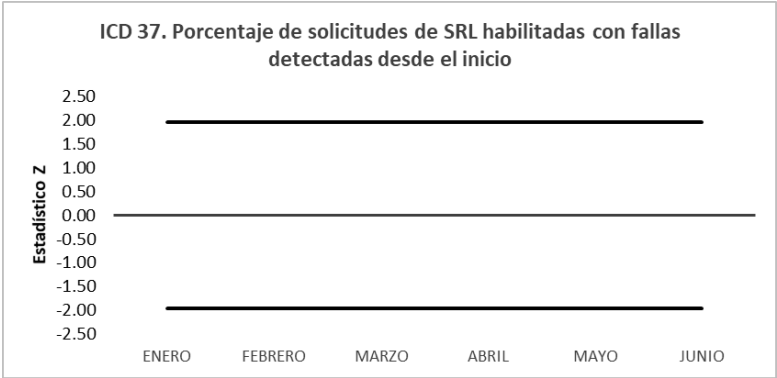 ICD 37. Porcentaje de solicitudes de SRL habilitadas con fallas
detectadas desde el inicio
Estadístico Z
2.50
2.00
1.50
1.00
0.50
0.00
-0.50
-1.00
-1.50
-2.00
-2.50
ENERO FEBRERO MARZO ABRIL MAYO JUNIO